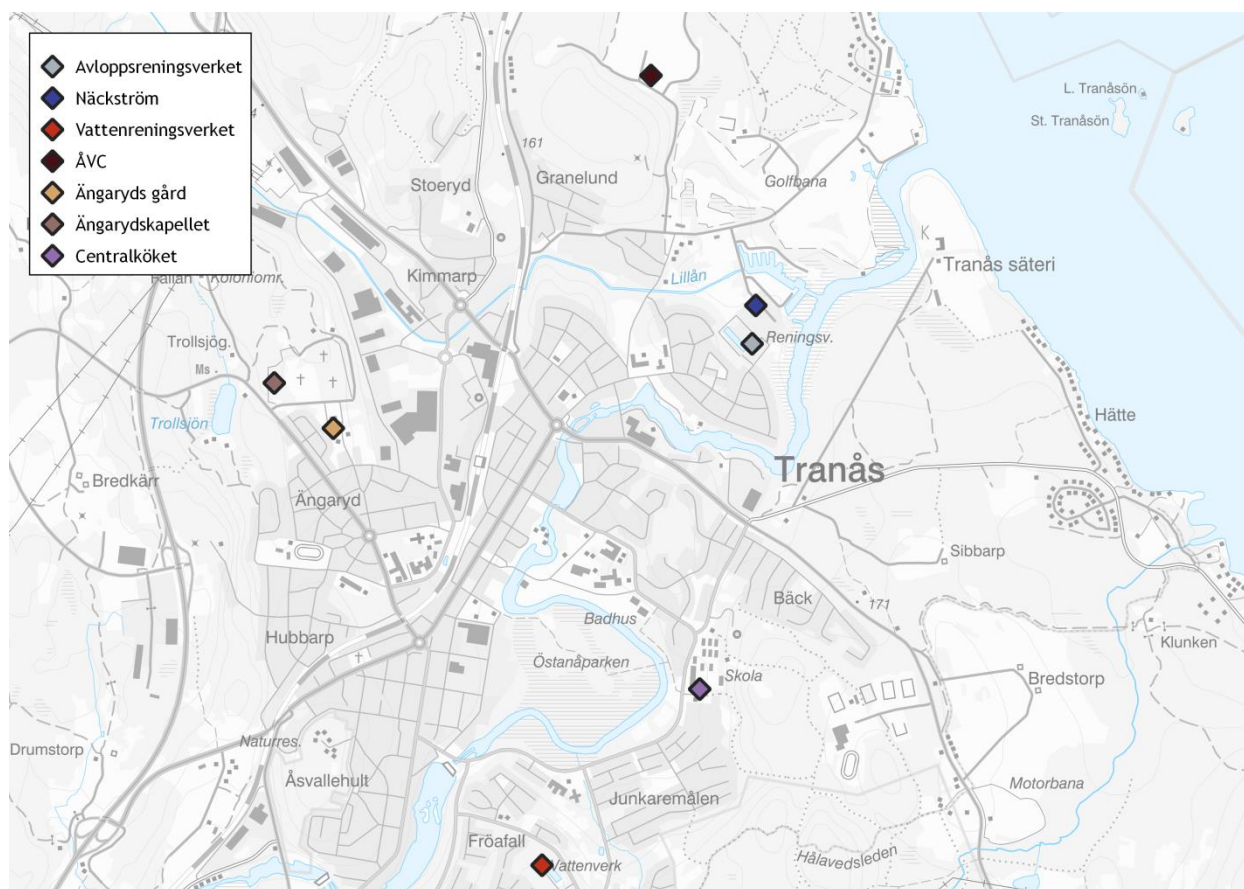 Avloppsreningsverket
Näckström
Vattenreningsverket
ÅVC
Ängaryds gård
Ängarydskapellet
Centralköket
L. Tranåsön
St. Tranåsön
161
Stoeryd
Granelund
Golfbana
K
Tranås säteri
Kimmarp
Lillån
Koloniomr.
Trollsjög.
Reningsv.
Ms
Trollsjön
Hätte
Bredkärr
Tranås
Ängaryd
Sibbarp
Bäck
171
Badhus
Hubbarp
Klunken
Östanåparken
Skola
Bredstorp
Drumstorp
Naturres.
Åsvallehult
Motorbana
Junkaremålen
Fröafall
Hålavedsleden
Vattenverk